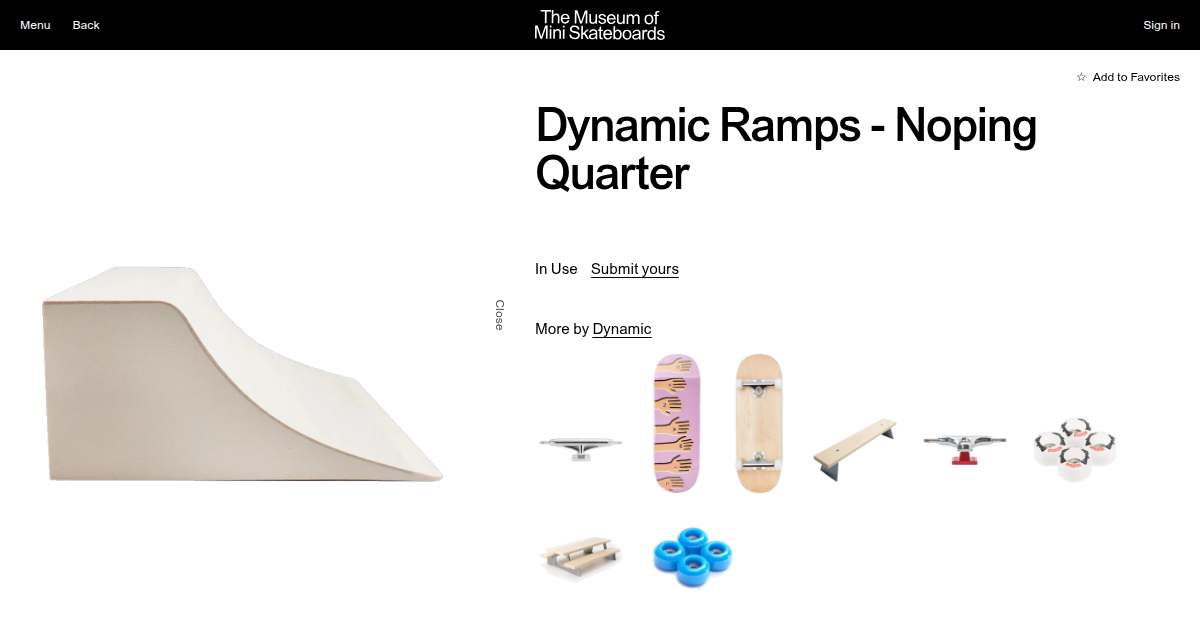 Menu
Back
The Museum of
Mini Skateboards
Sign in
☆ Add to Favorites
Dynamic Ramps - Noping
Quarter
In Use Submit yours
Close
More by Dynamic